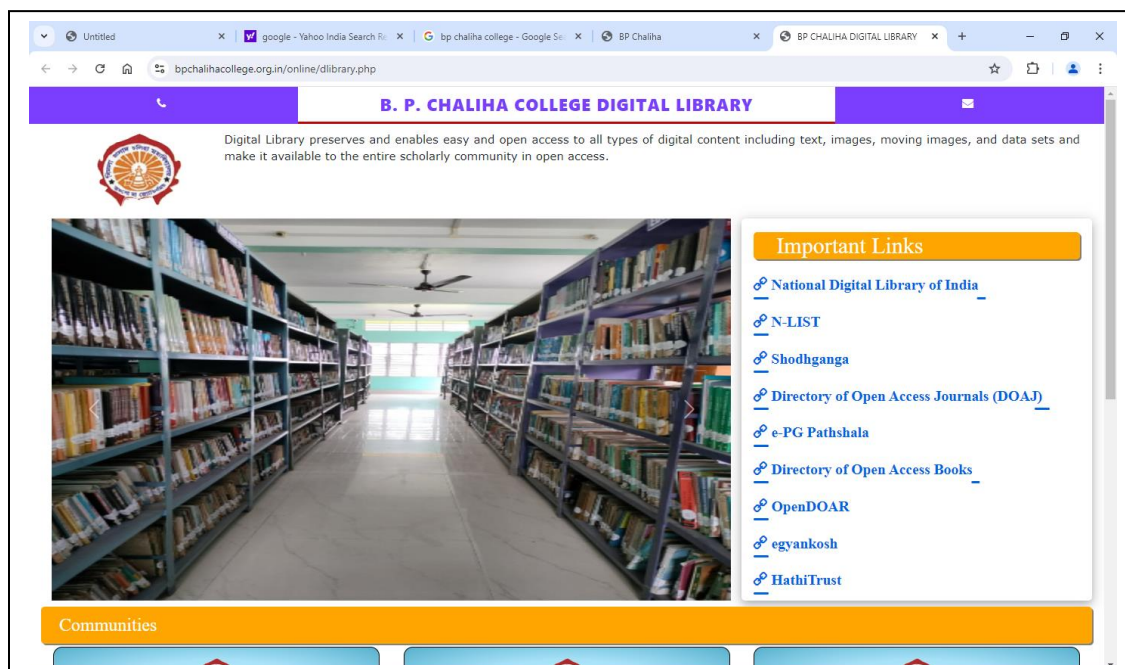 Untitled
google - Yahoo India Search Re
bp chaliha college - Google Se
BP Chaliha
BP CHALIHA DIGITAL LIBRARY
bpchalihacollege.org.in/online/dlibrary.php
B. P. CHALIHA COLLEGE DIGITAL LIBRARY
Digital Library preserves and enables easy and open access to all types of digital content including text, images, moving images, and data sets and
make it available to the entire scholarly community in open access.
Important Links
National Digital Library of India
N-LIST
Shodhganga
Directory of Open Access Journals (DOAJ)
e-PG Pathshala
Directory of Open Access Books
OpenDOAR
egyankosh
HathiTrust
Communities